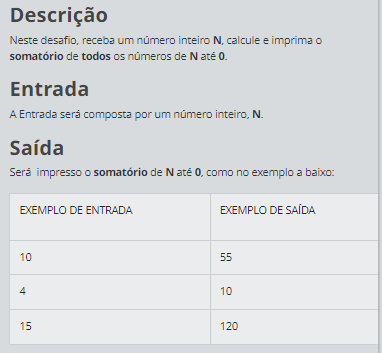 Descrição
Neste desafio, receba um número inteiro N, calcule e imprima o
somatório de todos os números de N até 0.
Entrada
A Entrada será composta por um número inteiro, N.
Saída
Será impresso o somatório de N até 0, como no exemplo a baixo:
EXEMPLO DE ENTRADA EXEMPLO DE SAÍDA
10 55
4 10
15 120